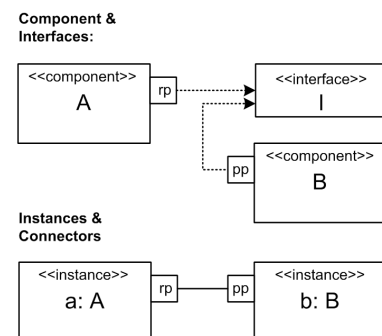 Component &
Interfaces:
<<component>>
A
rp
<<interface>>
I
<<component>>
B
pp
Instances &
Connectors
<<instance>>
a: A
rp
pp
<<instance>>
b: B